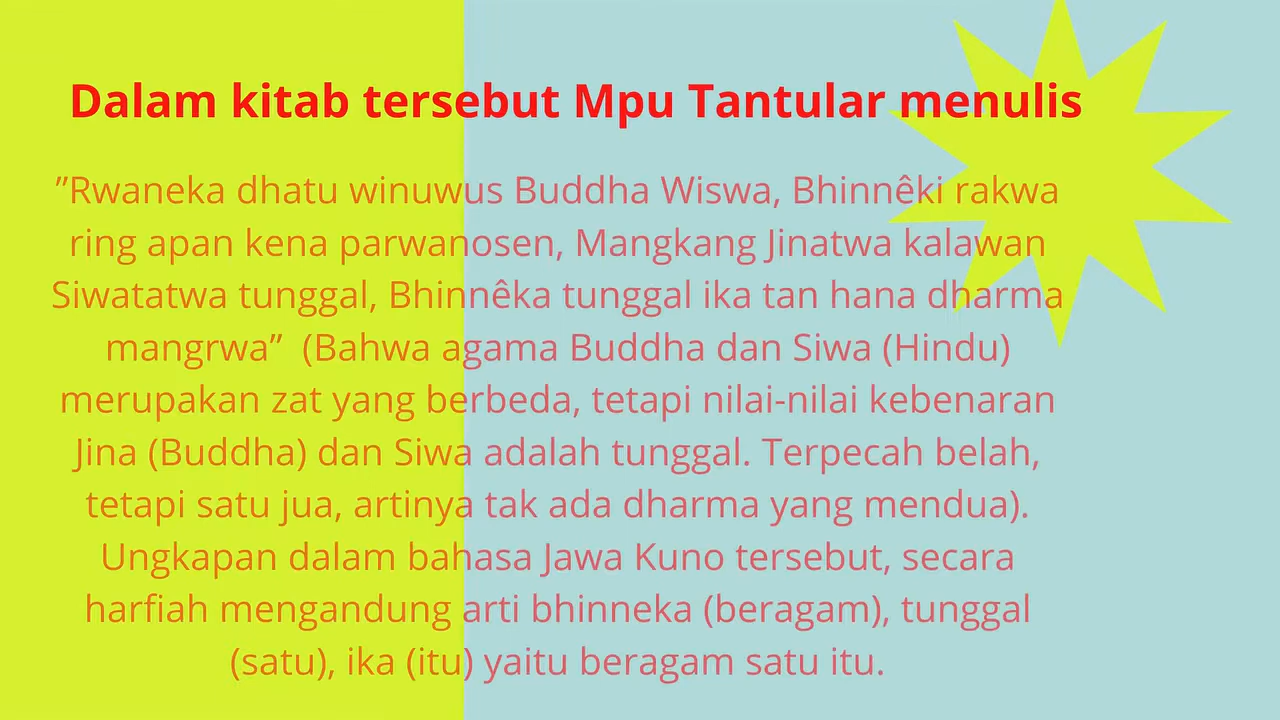 Dalam kitab tersebut Mpu Tantular menulis
”Rwaneka dhatu winuwus Buddha Wiswa, Bhinnêki rakwa
ring apan kena parwanosen, Mangkang Jinatwa kalawan
Siwatatwa tunggal, Bhinnêka tunggal ika tan hana dharma
mangrwa” (Bahwa agama Buddha dan Siwa (Hindu)
merupakan zat yang berbeda, tetapi nilai-nilai kebenaran
Jina (Buddha) dan Siwa adalah tunggal. Terpecah belah,
tetapi satu jua, artinya tak ada dharma yang mendua).
Ungkapan dalam bahasa Jawa Kuno tersebut, secara
harfiah mengandung arti bhinneka (beragam), tunggal
(satu), ika (itu) yaitu beragam satu itu.